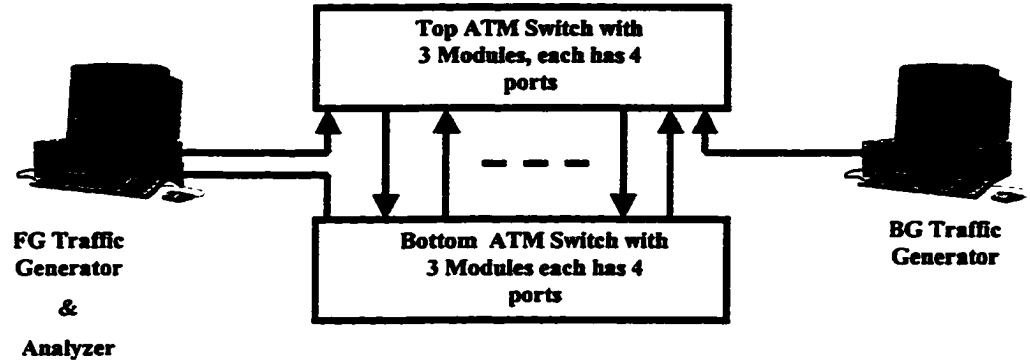 Top ATM Switch with
3 Modules, each has 4
ports
FG Traffic
Generator
&
Analyzer
Bottom ATM Switch with
3 Modules each has 4
ports
BG Traffic
Generator